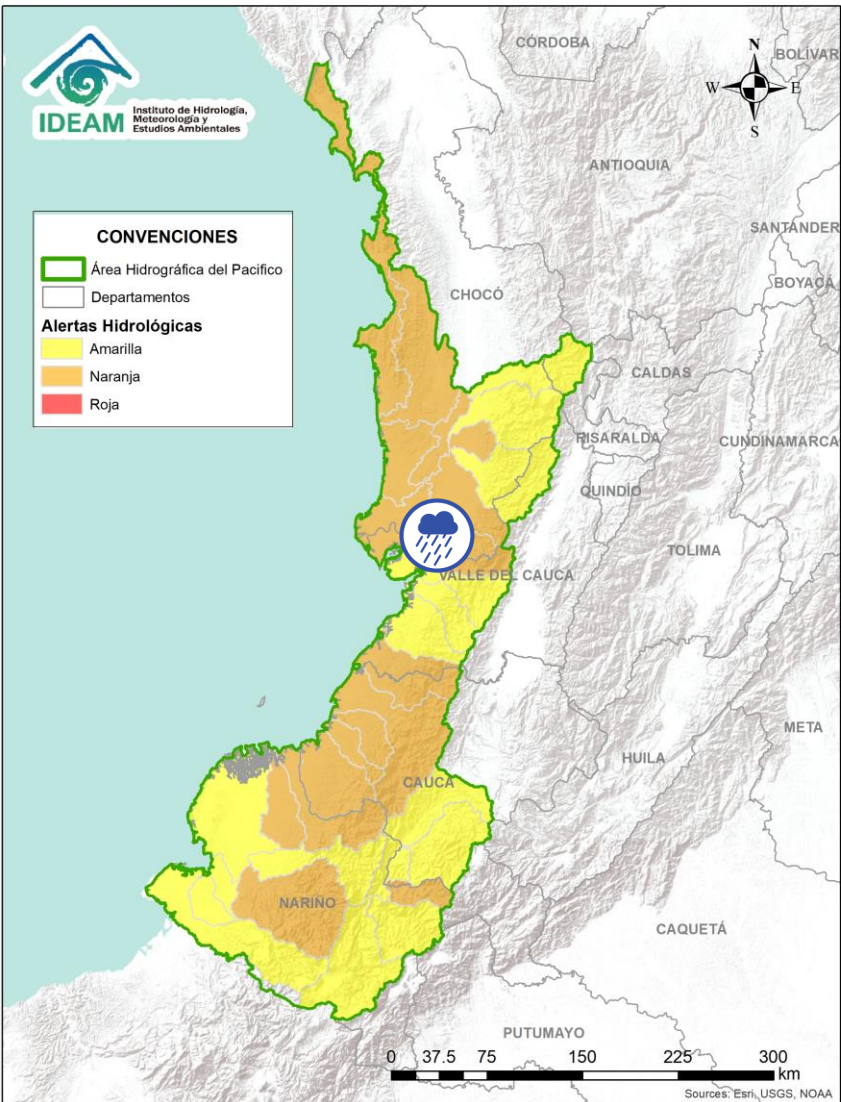 IDEAM
Instituto de Hidrología,
Meteorología y
Estudios Ambientales
N
W E
S
CONVENCIONES
Área Hidrográfica del Pacifico
Departamentos
Alertas Hidrológicas
Amarilla
Naranja
Roja
CÓRDOBA
BOLÍVAR
ANTIOQUIA
SANTANDER
BOYACÁ
CHOCÓ
CALDAS
RISARALDA
CUNDINAMARCA
QUINDÍO
TOLIMA
VALLE DEL CAUCA
META
HUILA
CAUCA
NARIÑO
CAQUETÁ
PUTUMAYO
0 37.5 75 150 225 300
km
Sources: Esri, USGS, NOAA